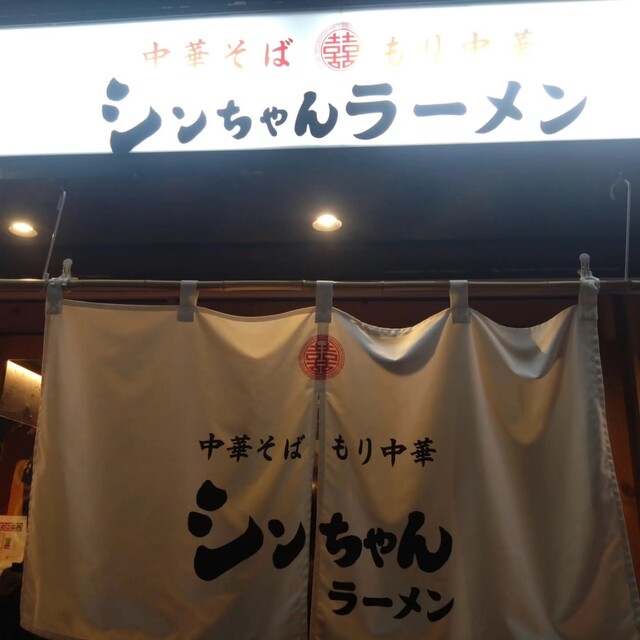 中華そば 囍 もり中華
シンちゃんラーメン
囍
中華そば もり中華
シンちゃん
ラーメン